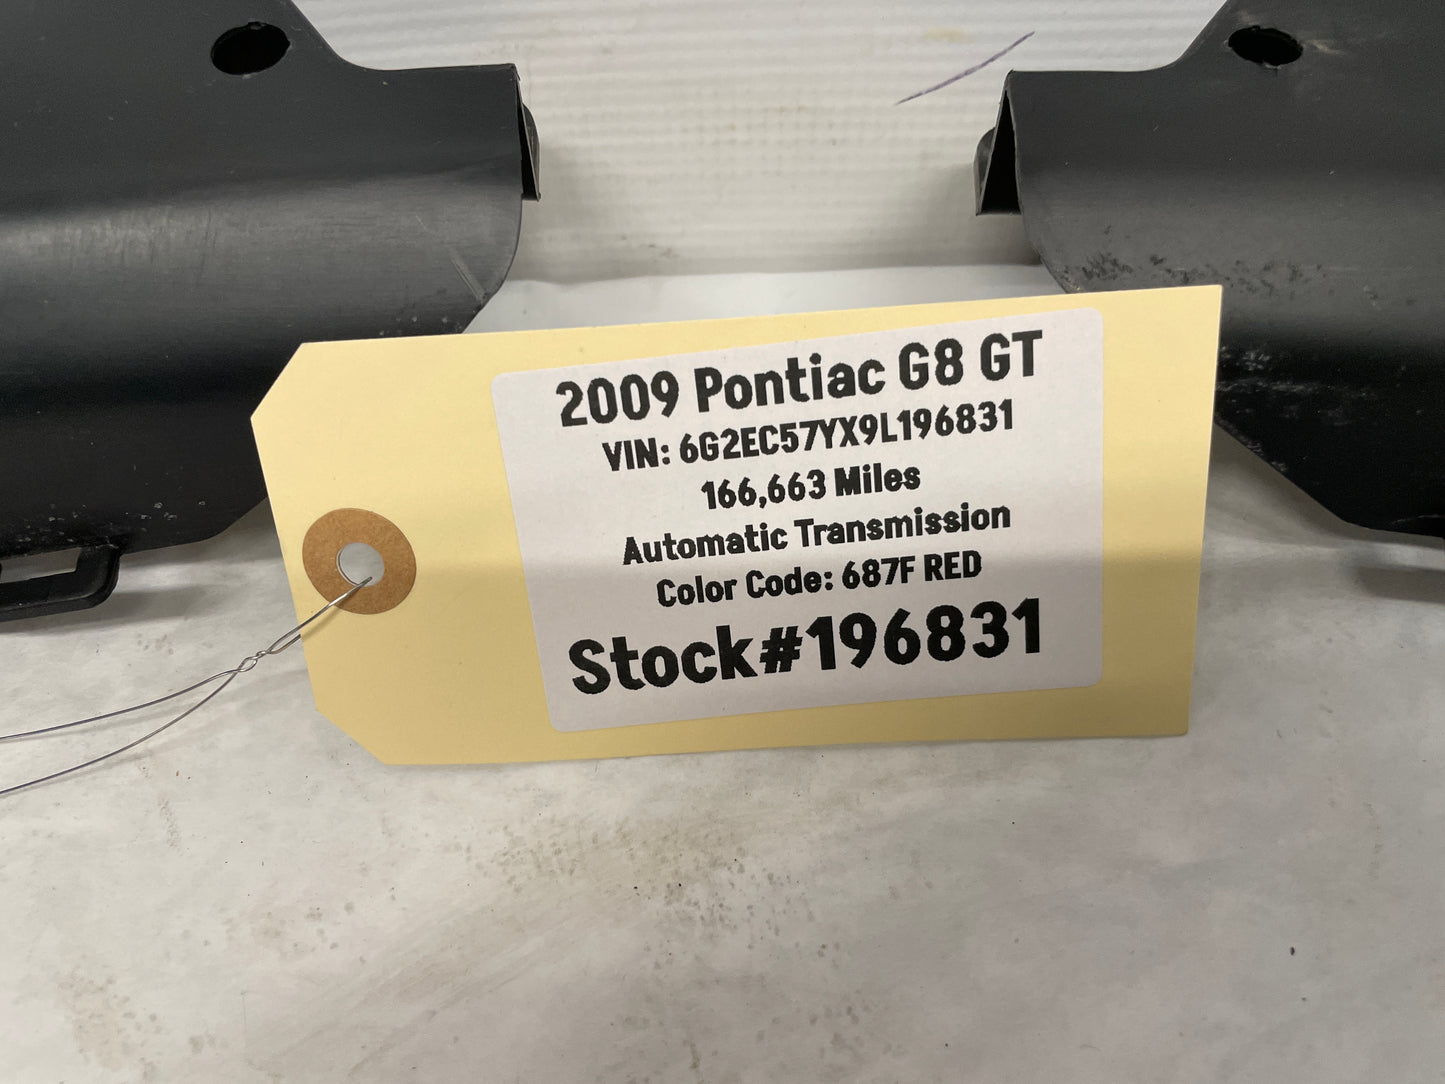 2009 Pontiac G8 GT
VIN: 6G2EC57YX9L196831
166,663 Miles
Automatic Transmission
Color Code: 687F RED
Stock#196831